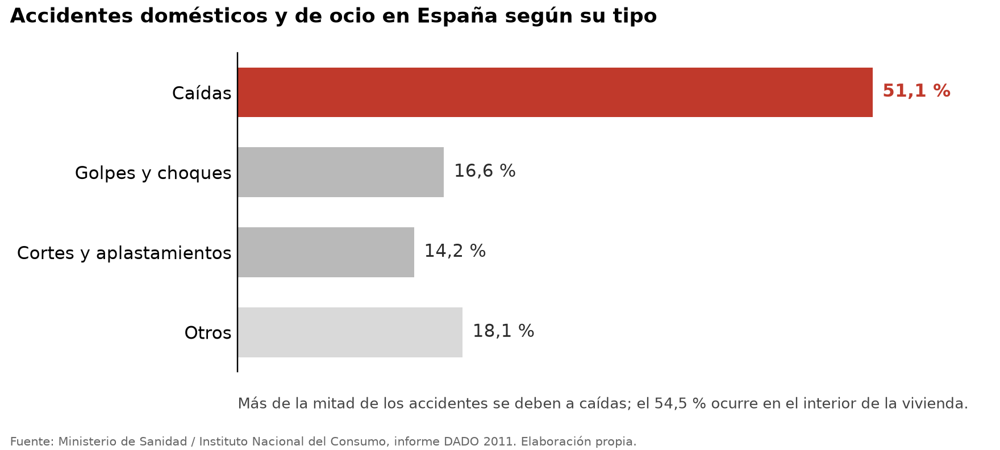 Accidentes domésticos y de ocio en España según su tipo
Caídas 51,1 %
Golpes y choques 16,6 %
Cortes y aplastamientos 14,2 %
Otros 18,1 %
Más de la mitad de los accidentes se deben a caídas; el 54,5 % ocurre en el interior de la vivienda.
Fuente: Ministerio de Sanidad / Instituto Nacional del Consumo, informe DADO 2011. Elaboración propia.